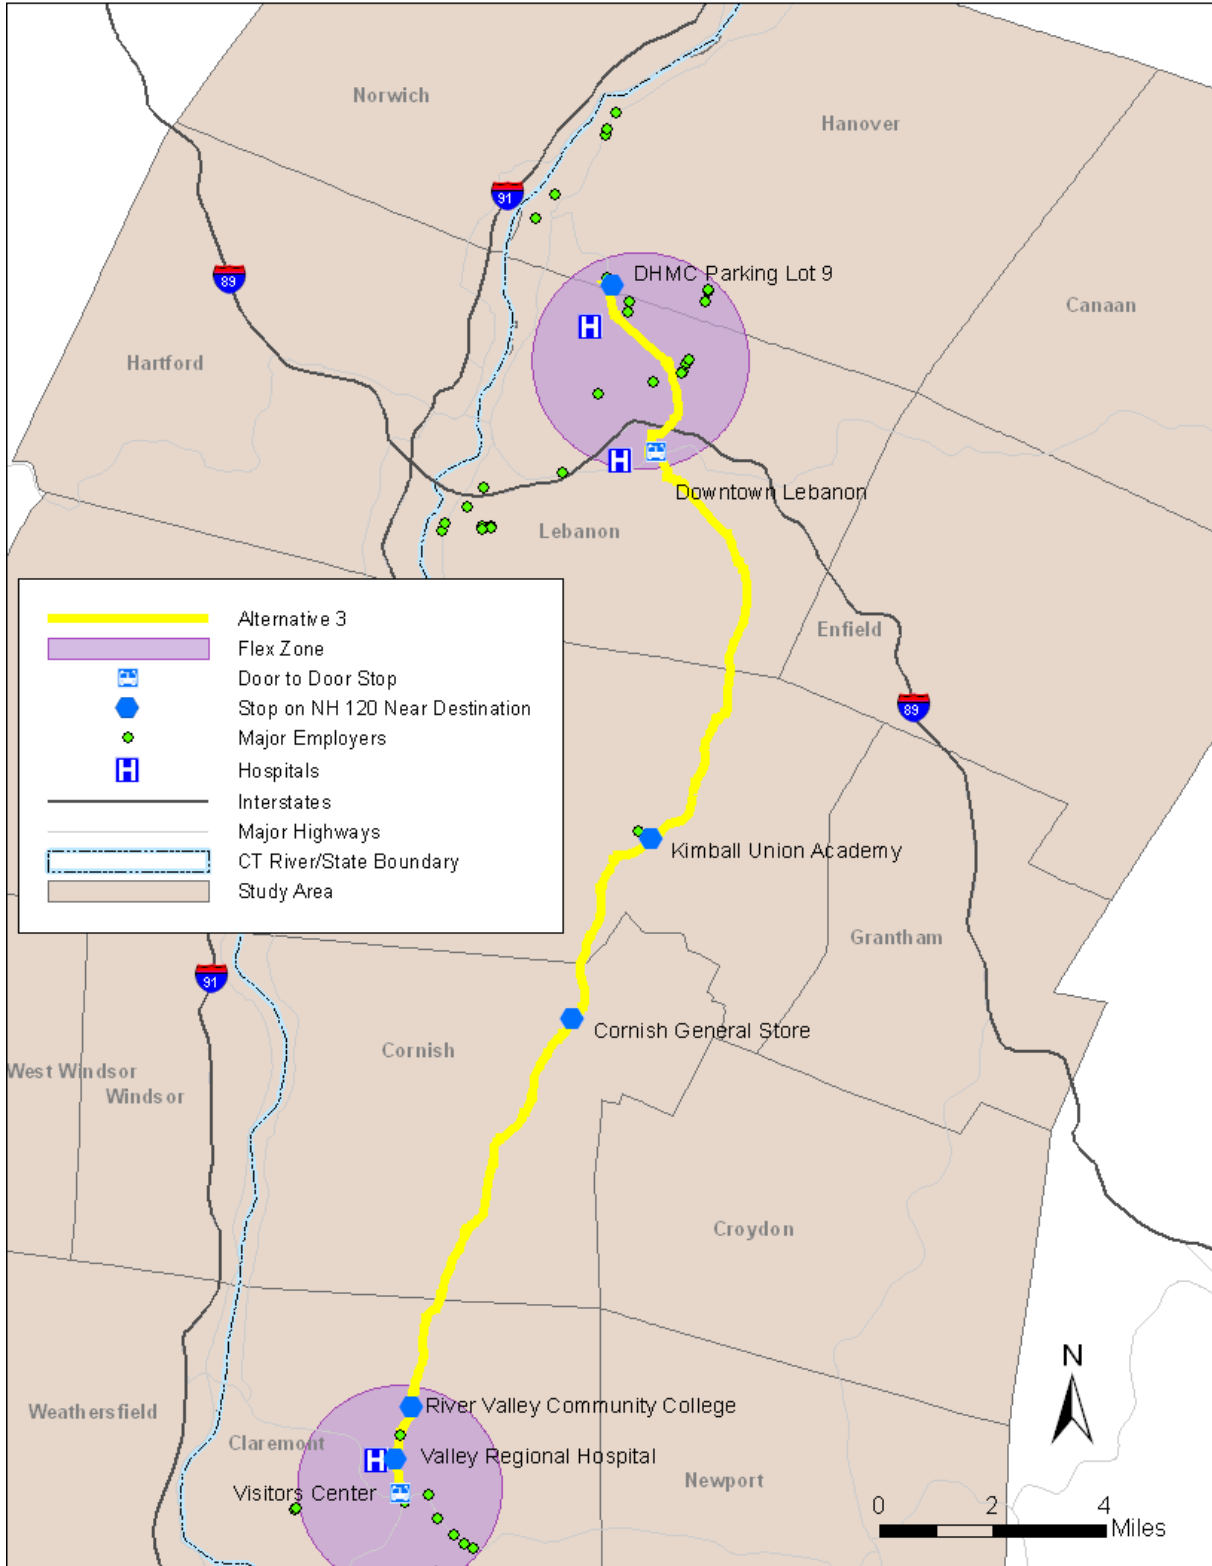 Norwich
Hanover
91
DHMC Parking Lot 9
89
Canaan
H
Hartford
H
Downtown Lebanon
Lebanon
Alternative 3
Flex Zone
Door to Door Stop
Stop on NH 120 Near Destination
Major Employers
H Hospitals
Interstates
Major Highways
CT River/State Boundary
Study Area
Enfield
89
Kimball Union Academy
Grantham
91
Cornish General Store
Cornish
West Windsor
Windsor
Croydon
N
River Valley Community College
Weathersfield
Claremont
H Valley Regional Hospital
Newport
Visitors Center
0 2 4
Miles